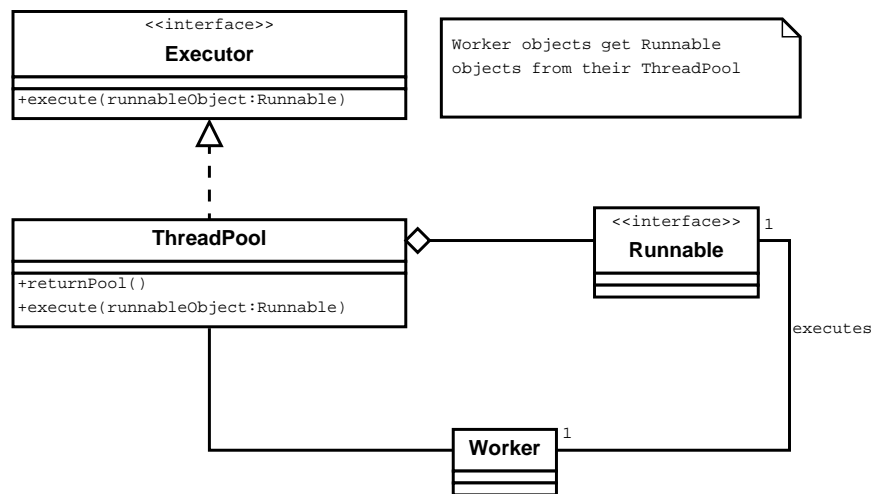 <<interface>>
Executor
+execute(runnableObject:Runnable)
Worker objects get Runnable
objects from their ThreadPool
ThreadPool
+returnPool()
+execute(runnableObject:Runnable)
<<interface>>
Runnable
1
executes
Worker
1